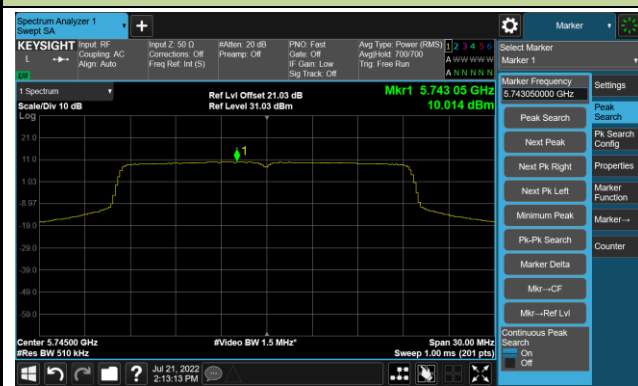 Spectrum Analyzer 1
Swept SA
Marker
KEYSIGHT
L
LXI
Input: RF
Coupling: AC
Align: Auto
Input Z: 50 Ω
Corrections: Off
Freq Ref: Int (S)
#Atten: 20 dB
Preamp: Off
PNO: Fast
Gate: Off
IF Gain: Low
Sig Track: Off
Avg Type: Power (RMS)
Avg|Hold: 700/700
Trig: Free Run
1 2 3 4 5 6
A W W W W W
A N N N N N
Select Marker
Marker 1
1 Spectrum
Scale/Div 10 dB
Log
Ref Lvl Offset 21.03 dB
Ref Level 31.03 dBm
Mkr1 5.743 05 GHz
10.014 dBm
21.0
11.0
1.03
-8.97
-19.0
-29.0
-39.0
-49.0
-59.0
1
Center 5.74500 GHz
#Res BW 510 kHz
#Video BW 1.5 MHz*
Span 30.00 MHz
Sweep 1.00 ms (201 pts)
Marker Frequency
5.743050000 GHz
Peak Search
Next Peak
Next Pk Right
Next Pk Left
Minimum Peak
Pk-Pk Search
Marker Delta
Mkr→CF
Mkr→Ref Lvl
Continuous Peak
Search
On
Off
Settings
Peak
Search
Pk Search
Config
Properties
Marker
Function
Marker→
Counter
Jul 21, 2022
2:13:13 PM